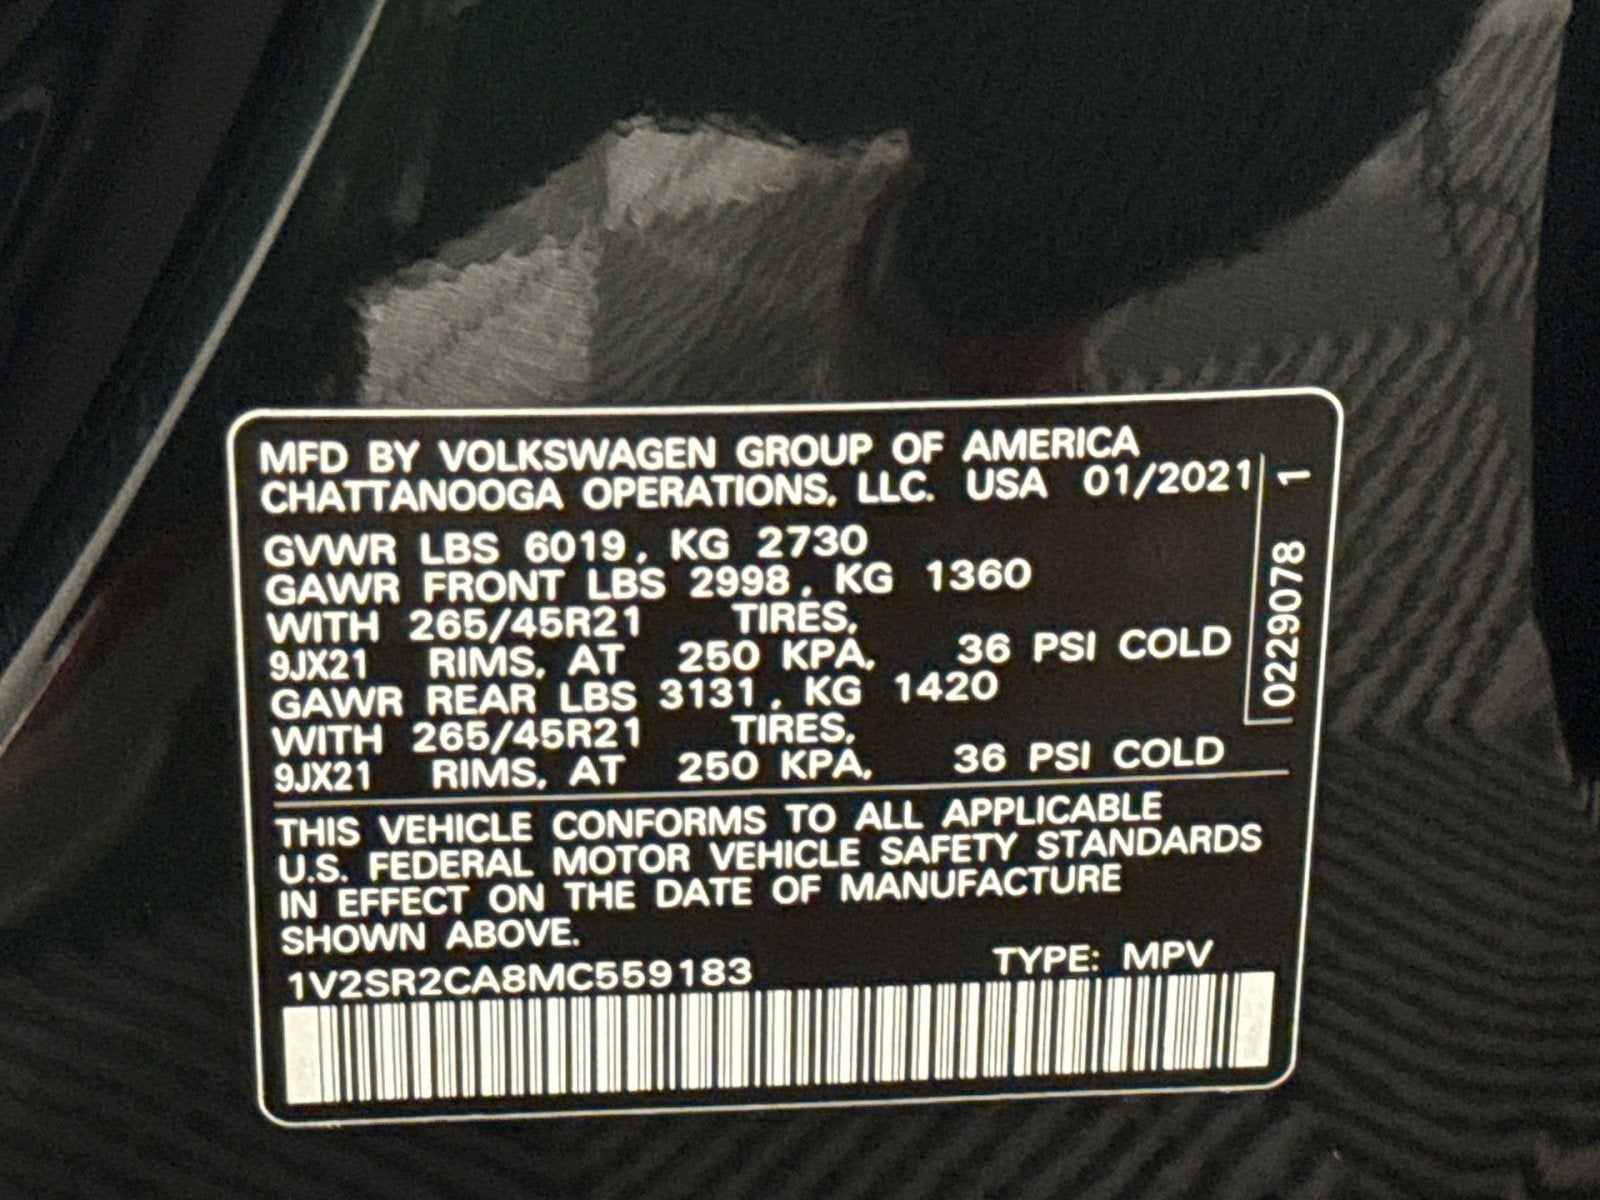 MFD BY VOLKSWAGEN GROUP OF AMERICA
CHATTANOOGA OPERATIONS, LLC. USA 01/2021
GVWR LBS 6019, KG 2730
GAWR FRONT LBS 2998, KG 1360
WITH 265/45R21 TIRES,
9JX21 RIMS, AT 250 KPA, 36 PSI COLD
GAWR REAR LBS 3131, KG 1420
WITH 265/45R21 TIRES,
9JX21 RIMS, AT 250 KPA, 36 PSI COLD
THIS VEHICLE CONFORMS TO ALL APPLICABLE
U.S. FEDERAL MOTOR VEHICLE SAFETY STANDARDS
IN EFFECT ON THE DATE OF MANUFACTURE
SHOWN ABOVE.
1V2SR2CA8MC559183 TYPE: MPV
0229078 1